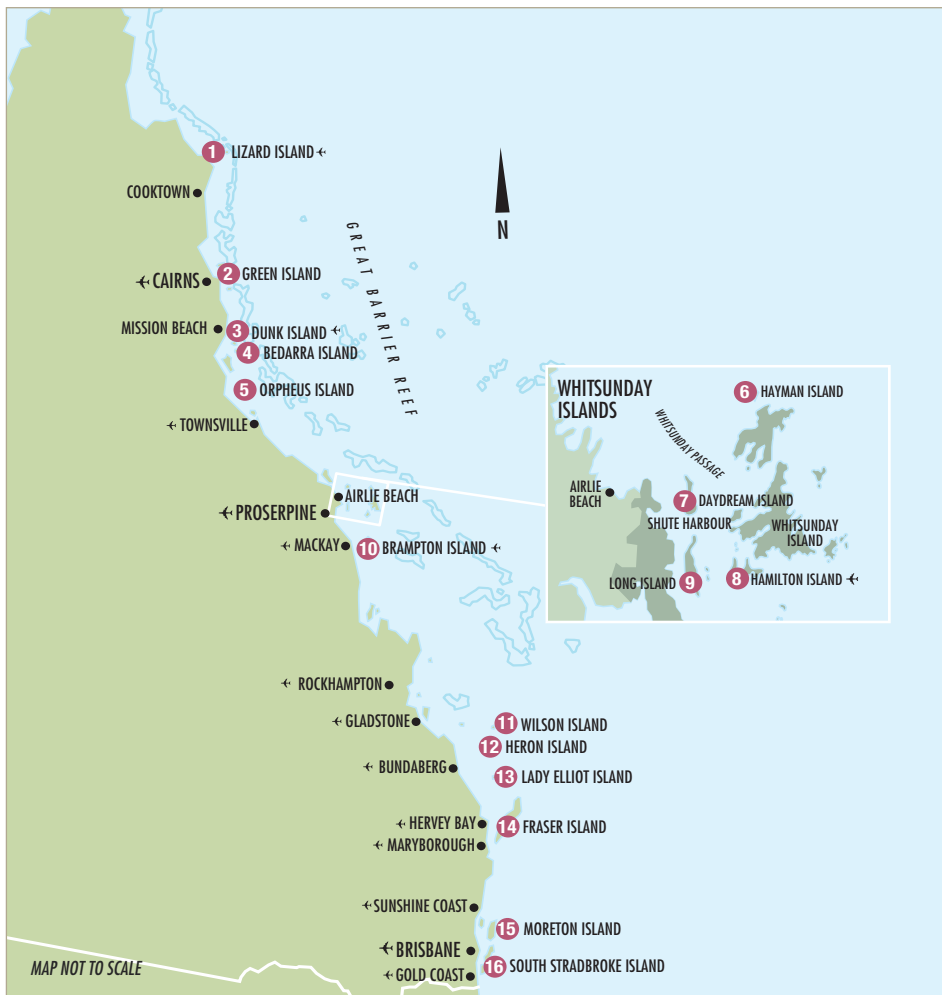 1 LIZARD ISLAND
COOKTOWN
GREAT BARRIER REEF
N
2 GREEN ISLAND
CAIRNS
MISSION BEACH
3 DUNK ISLAND
4 BEDARRA ISLAND
5 ORPHEUS ISLAND
TOWNSVILLE
AIRLIE BEACH
PROSERPINE
MACKAY
10 BRAMPTON ISLAND
WHITSUNDAY
ISLANDS
6 HAYMAN ISLAND
WHITSUNDAY PASSAGE
AIRLIE
BEACH
7 DAYDREAM ISLAND
SHUTE HARBOUR
WHITSUNDAY
ISLAND
LONG ISLAND 9
8 HAMILTON ISLAND
ROCKHAMPTON
GLADSTONE
11 WILSON ISLAND
12 HERON ISLAND
BUNDABERG
13 LADY ELLIOT ISLAND
HERVEY BAY
14 FRASER ISLAND
MARYBOROUGH
SUNSHINE COAST
15 MORETON ISLAND
BRISBANE
16 SOUTH STRADBROKE ISLAND
GOLD COAST
MAP NOT TO SCALE